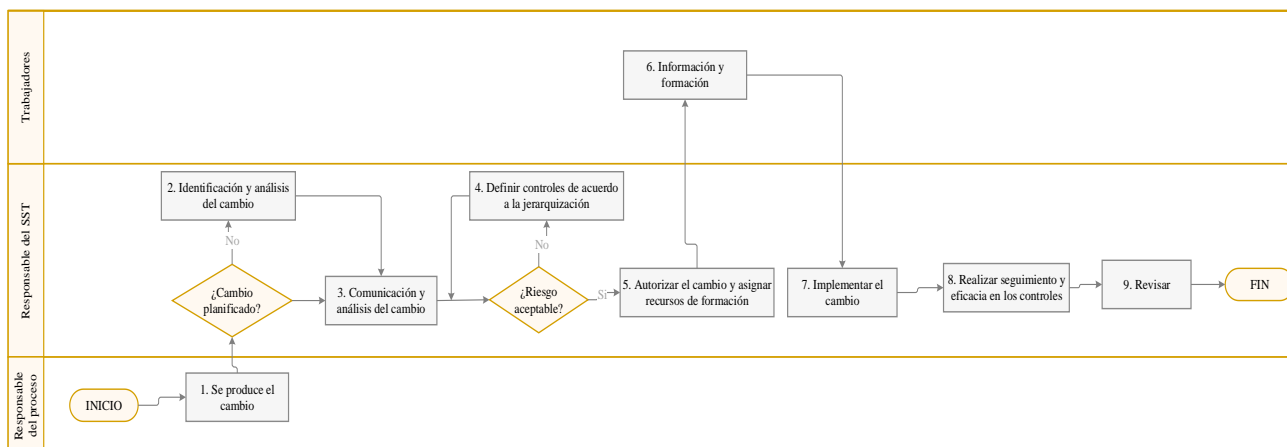 Trabajadores
6. Información y
formación
Responsable del SST
2. Identificación y análisis
del cambio
4. Definir controles de acuerdo
a la jerarquización
No
No
¿Cambio
planificado?
3. Comunicación y
análisis del cambio
¿Riesgo
aceptable?
Si
5. Autorizar el cambio y asignar
recursos de formación
7. Implementar el
cambio
8. Realizar seguimiento y
eficacia en los controles
9. Revisar
FIN
Responsable
del proceso
INICIO
1. Se produce el
cambio